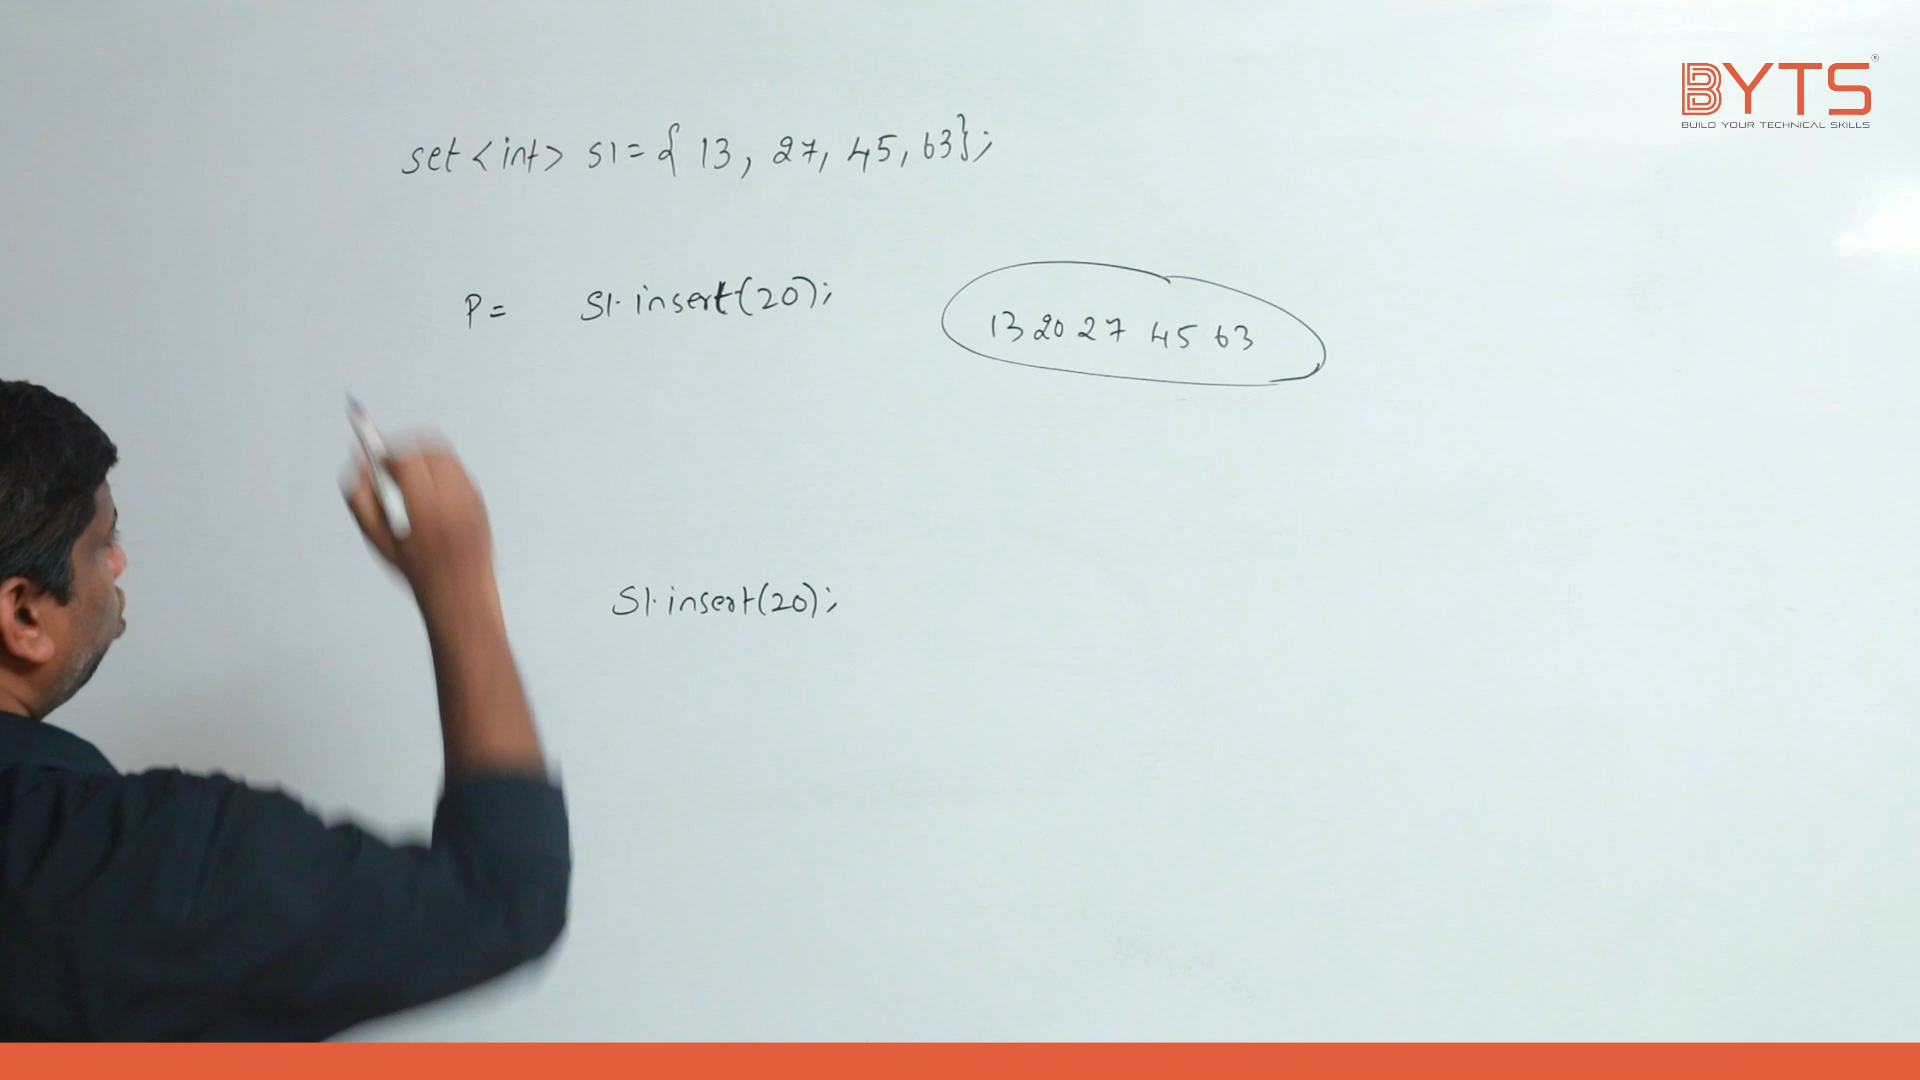 BYTS®
BUILD YOUR TECHNICAL SKILLS
set<int> s1={ 13, 27, 45, 63};
P= S1.insert(20);
13 20 27 45 63
S1.insert(20);